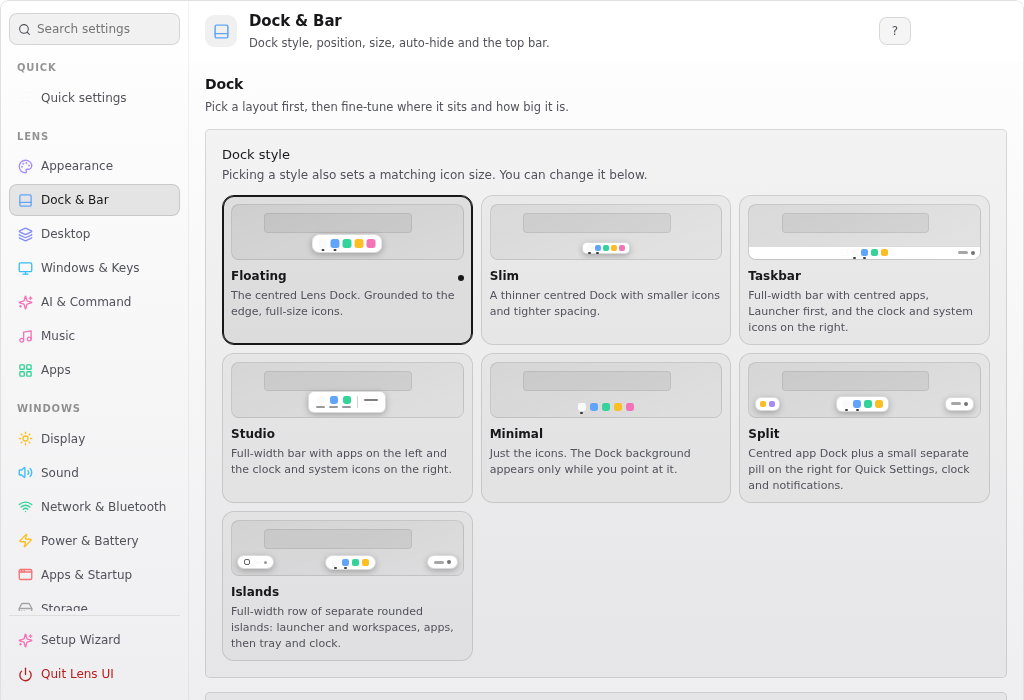 Search settings
QUICK
Quick settings
LENS
Appearance
Dock & Bar
Desktop
Windows & Keys
AI & Command
Music
Apps
WINDOWS
Display
Sound
Network & Bluetooth
Power & Battery
Apps & Startup
Storage
Setup Wizard
Quit Lens UI
Dock & Bar
Dock style, position, size, auto-hide and the top bar.
?
Dock
Pick a layout first, then fine-tune where it sits and how big it is.
Dock style
Picking a style also sets a matching icon size. You can change it below.
Floating
The centred Lens Dock. Grounded to the
edge, full-size icons.
Slim
A thinner centred Dock with smaller icons
and tighter spacing.
Taskbar
Full-width bar with centred apps,
Launcher first, and the clock and system
icons on the right.
Studio
Full-width bar with apps on the left and
the clock and system icons on the right.
Minimal
Just the icons. The Dock background
appears only while you point at it.
Split
Centred app Dock plus a small separate
pill on the right for Quick Settings, clock
and notifications.
Islands
Full-width row of separate rounded
islands: launcher and workspaces, apps,
then tray and clock.